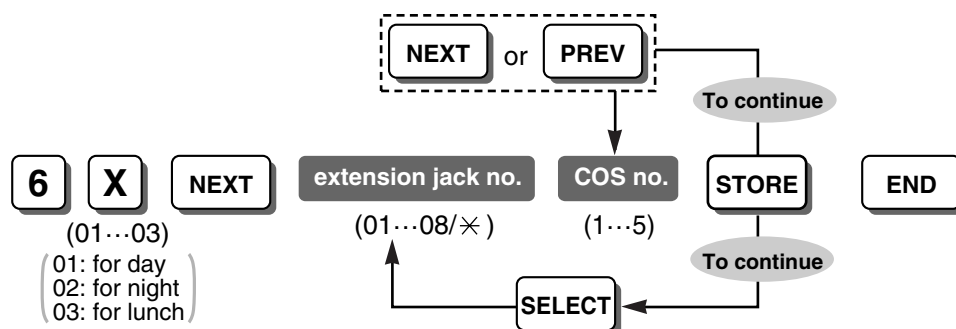 NEXT or PREV
To continue
6 X NEXT extension jack no. COS no. STORE END
(01···03) (01···08/✳) (1···5)
01: for day
02: for night
03: for lunch
To continue
SELECT